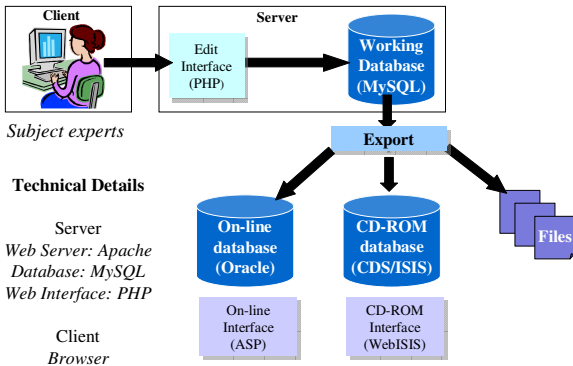 Client
Server
Edit
Interface
(PHP)
Working
Database
(MySQL)
Subject experts
Export
Technical Details
Server
Web Server: Apache
Database: MySQL
Web Interface: PHP
Client
Browser
On-line
database
(Oracle)
CD-ROM
database
(CDS/ISIS)
Files
On-line
Interface
(ASP)
CD-ROM
Interface
(WebISIS)